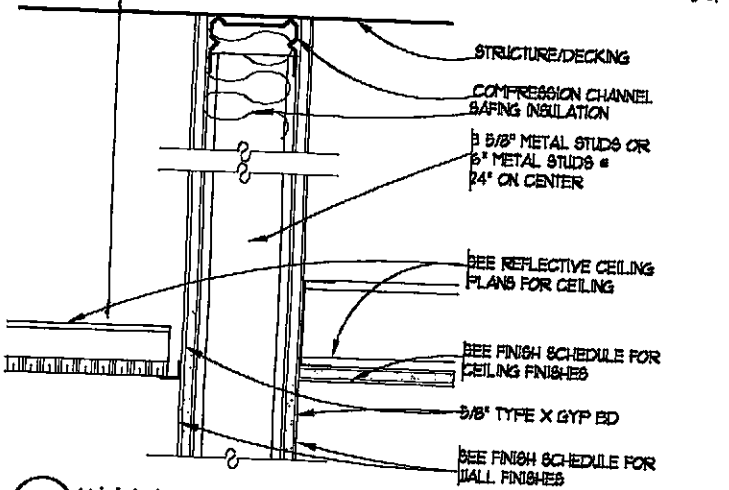 STRUCTURE/DECKING
COMPRESSION CHANNEL
SAFING INSULATION
3 5/8" METAL STUDS OR
6" METAL STUDS @
24" ON CENTER
SEE REFLECTIVE CEILING
PLANS FOR CEILING
SEE FINISH SCHEDULE FOR
CEILING FINISHES
5/8" TYPE X GYP BD
SEE FINISH SCHEDULE FOR
WALL FINISHES